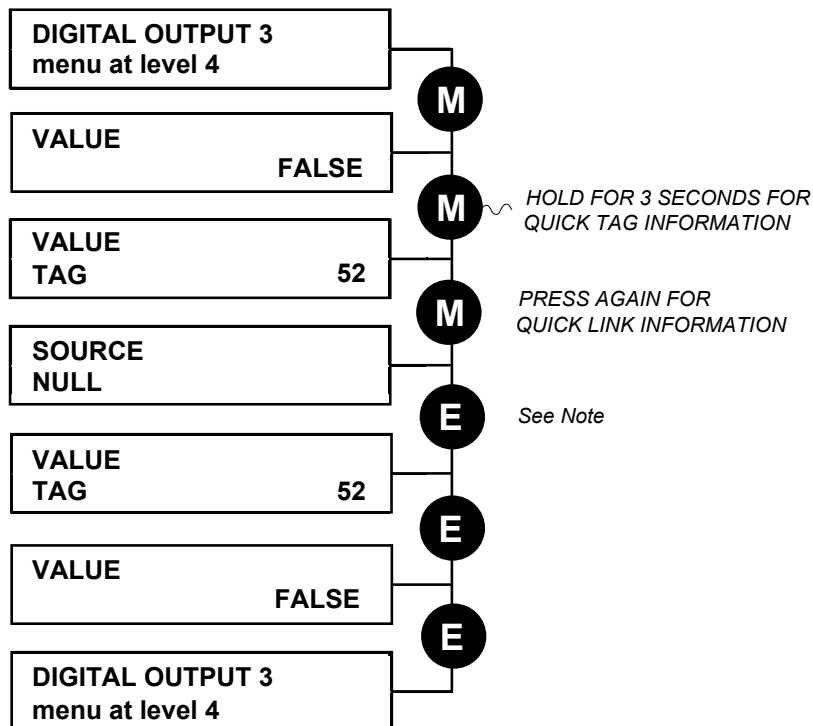 DIGITAL OUTPUT 3
menu at level 4
M
VALUE
FALSE
M
HOLD FOR 3 SECONDS FOR
QUICK TAG INFORMATION
VALUE
TAG 52
M
PRESS AGAIN FOR
QUICK LINK INFORMATION
SOURCE
NULL
E
See Note
VALUE
TAG 52
E
VALUE
FALSE
E
DIGITAL OUTPUT 3
menu at level 4